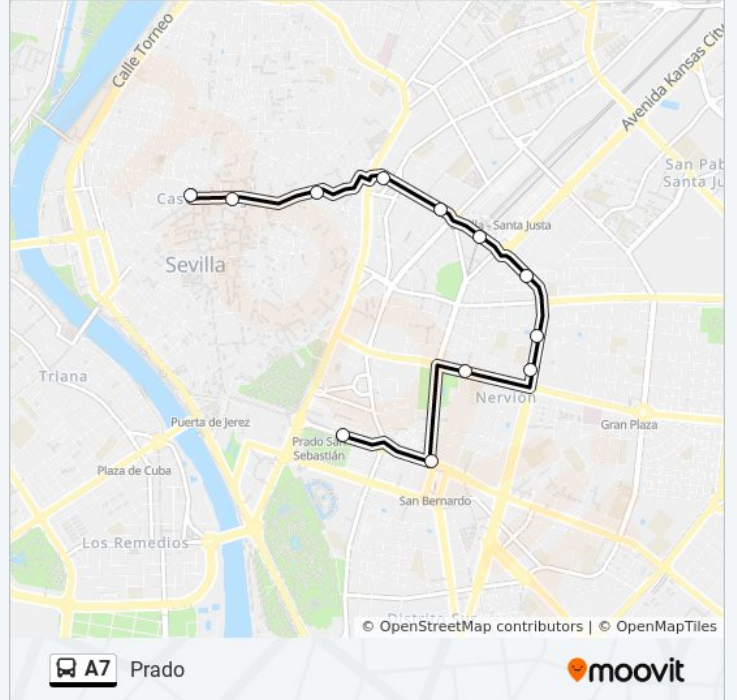 Calle Torneo
Avenida Kansas City
San Pab
Santa Ju
Cas
la - Santa Justa
Sevilla
Triana
Nervión
Puerta de Jerez
Gran Plaza
Prado San
Sebastián
Plaza de Cuba
San Bernardo
Los Remedios
© OpenStreetMap contributors | © OpenMapTiles
A7 Prado
moovit